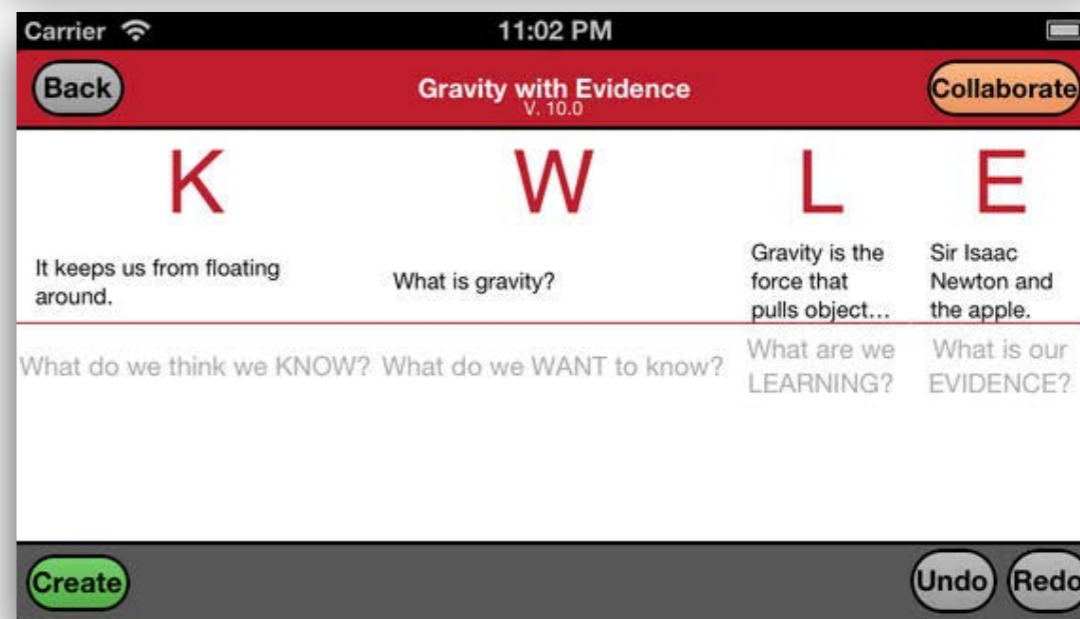 Carrier
11:02 PM
Back
Gravity with Evidence
V. 10.0
Collaborate
K
W
L
E
It keeps us from floating
around.
What is gravity?
Gravity is the
force that
pulls object...
Sir Isaac
Newton and
the apple.
What do we think we KNOW?
What do we WANT to know?
What are we
LEARNING?
What is our
EVIDENCE?
Create
Undo
Redo